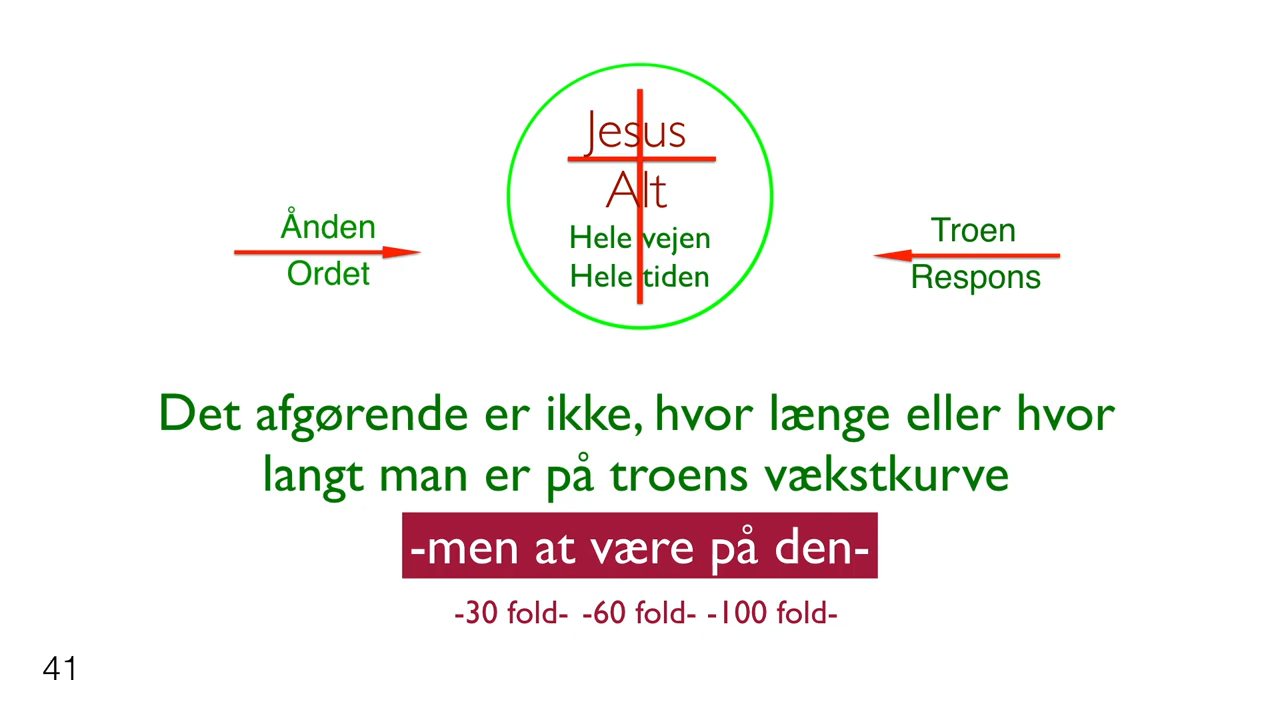 Jesus
Alt
Hele vejen
Hele tiden
Ånden
Ordet
Troen
Respons
Det afgørende er ikke, hvor længe eller hvor
langt man er på troens vækstkurve
-men at være på den-
-30 fold- -60 fold- -100 fold-
41